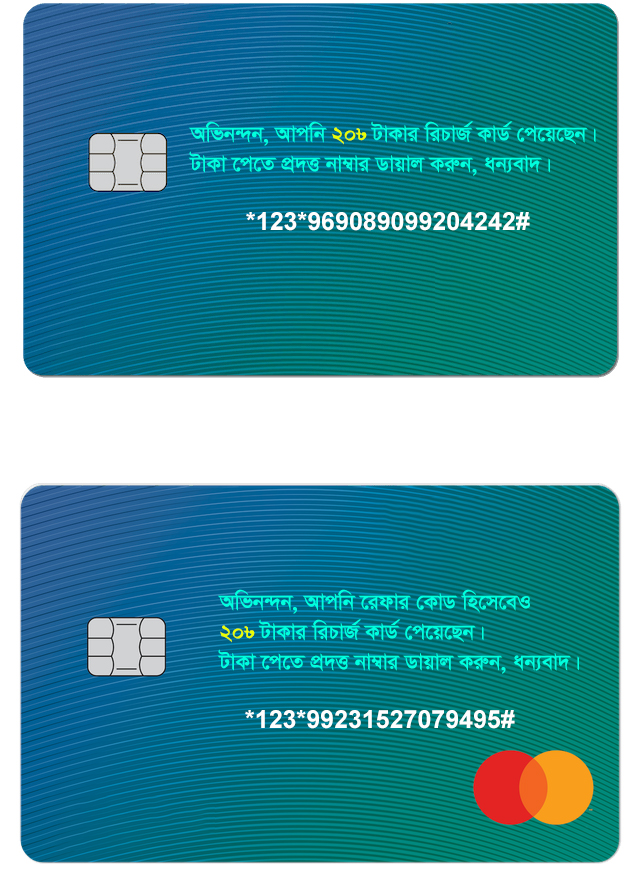 অভিনন্দন, আপনি ২০৮ টাকার রিচার্জ কার্ড পেয়েছেন।
টাকা পেতে প্রদত্ত নাম্বার ডায়াল করুন, ধন্যবাদ।
*123*969089099204242#
অভিনন্দন, আপনি রেফার কোড হিসেবেও
২০৮ টাকার রিচার্জ কার্ড পেয়েছেন।
টাকা পেতে প্রদত্ত নাম্বার ডায়াল করুন, ধন্যবাদ।
*123*99231527079495#